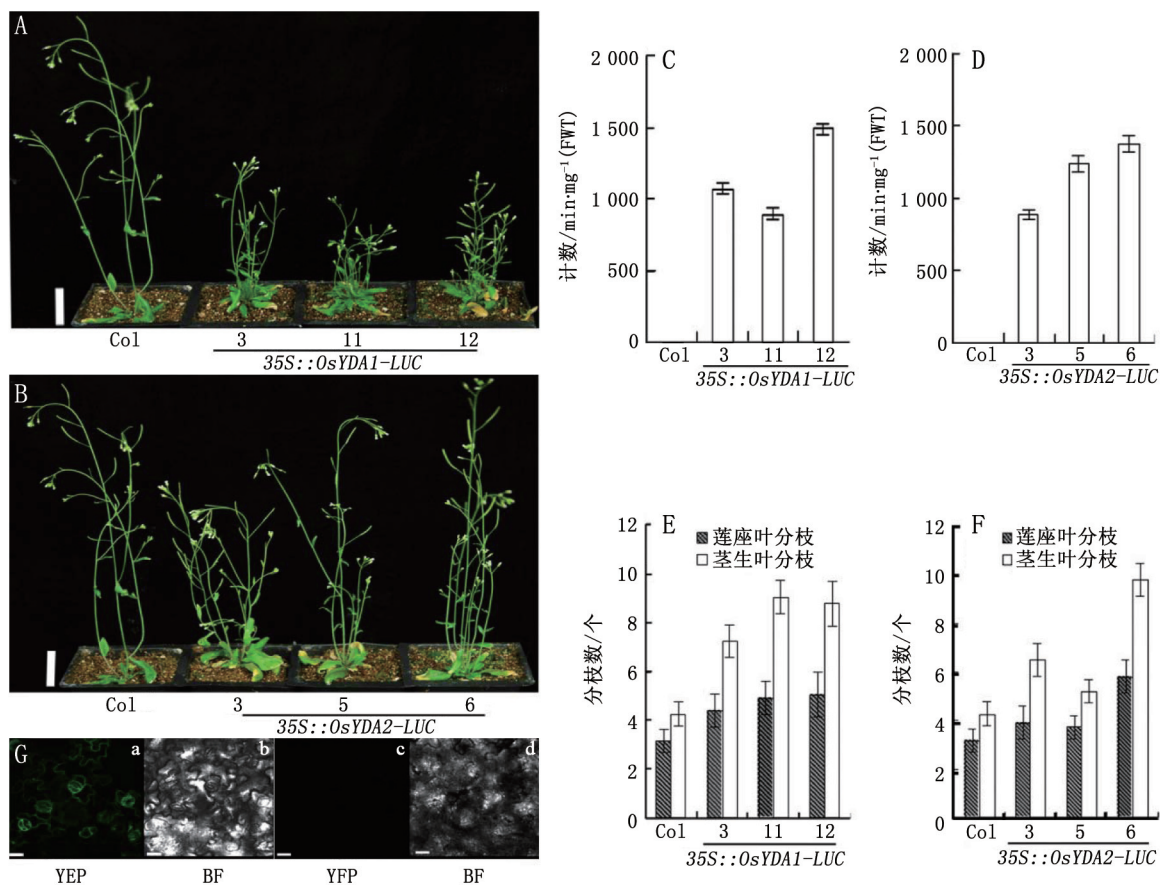 A
Col 3 11 12
35S::OsYDA1-LUC
B
Col 3 5 6
35S::OsYDA2-LUC
G a b c d
YEP BF YFP BF
C
计数/min·mg⁻¹(FWT)
2 000
1 500
1 000
500
0
Col 3 11 12
35S::OsYDA1-LUC
D
计数/min·mg⁻¹(FWT)
2 000
1 500
1 000
500
0
Col 3 5 6
35S::OsYDA2-LUC
E
莲座叶分枝
茎生叶分枝
分枝数/个
12
10
8
6
4
2
0
Col 3 11 12
35S::OsYDA1-LUC
F
莲座叶分枝
茎生叶分枝
分枝数/个
12
10
8
6
4
2
0
Col 3 5 6
35S::OsYDA2-LUC